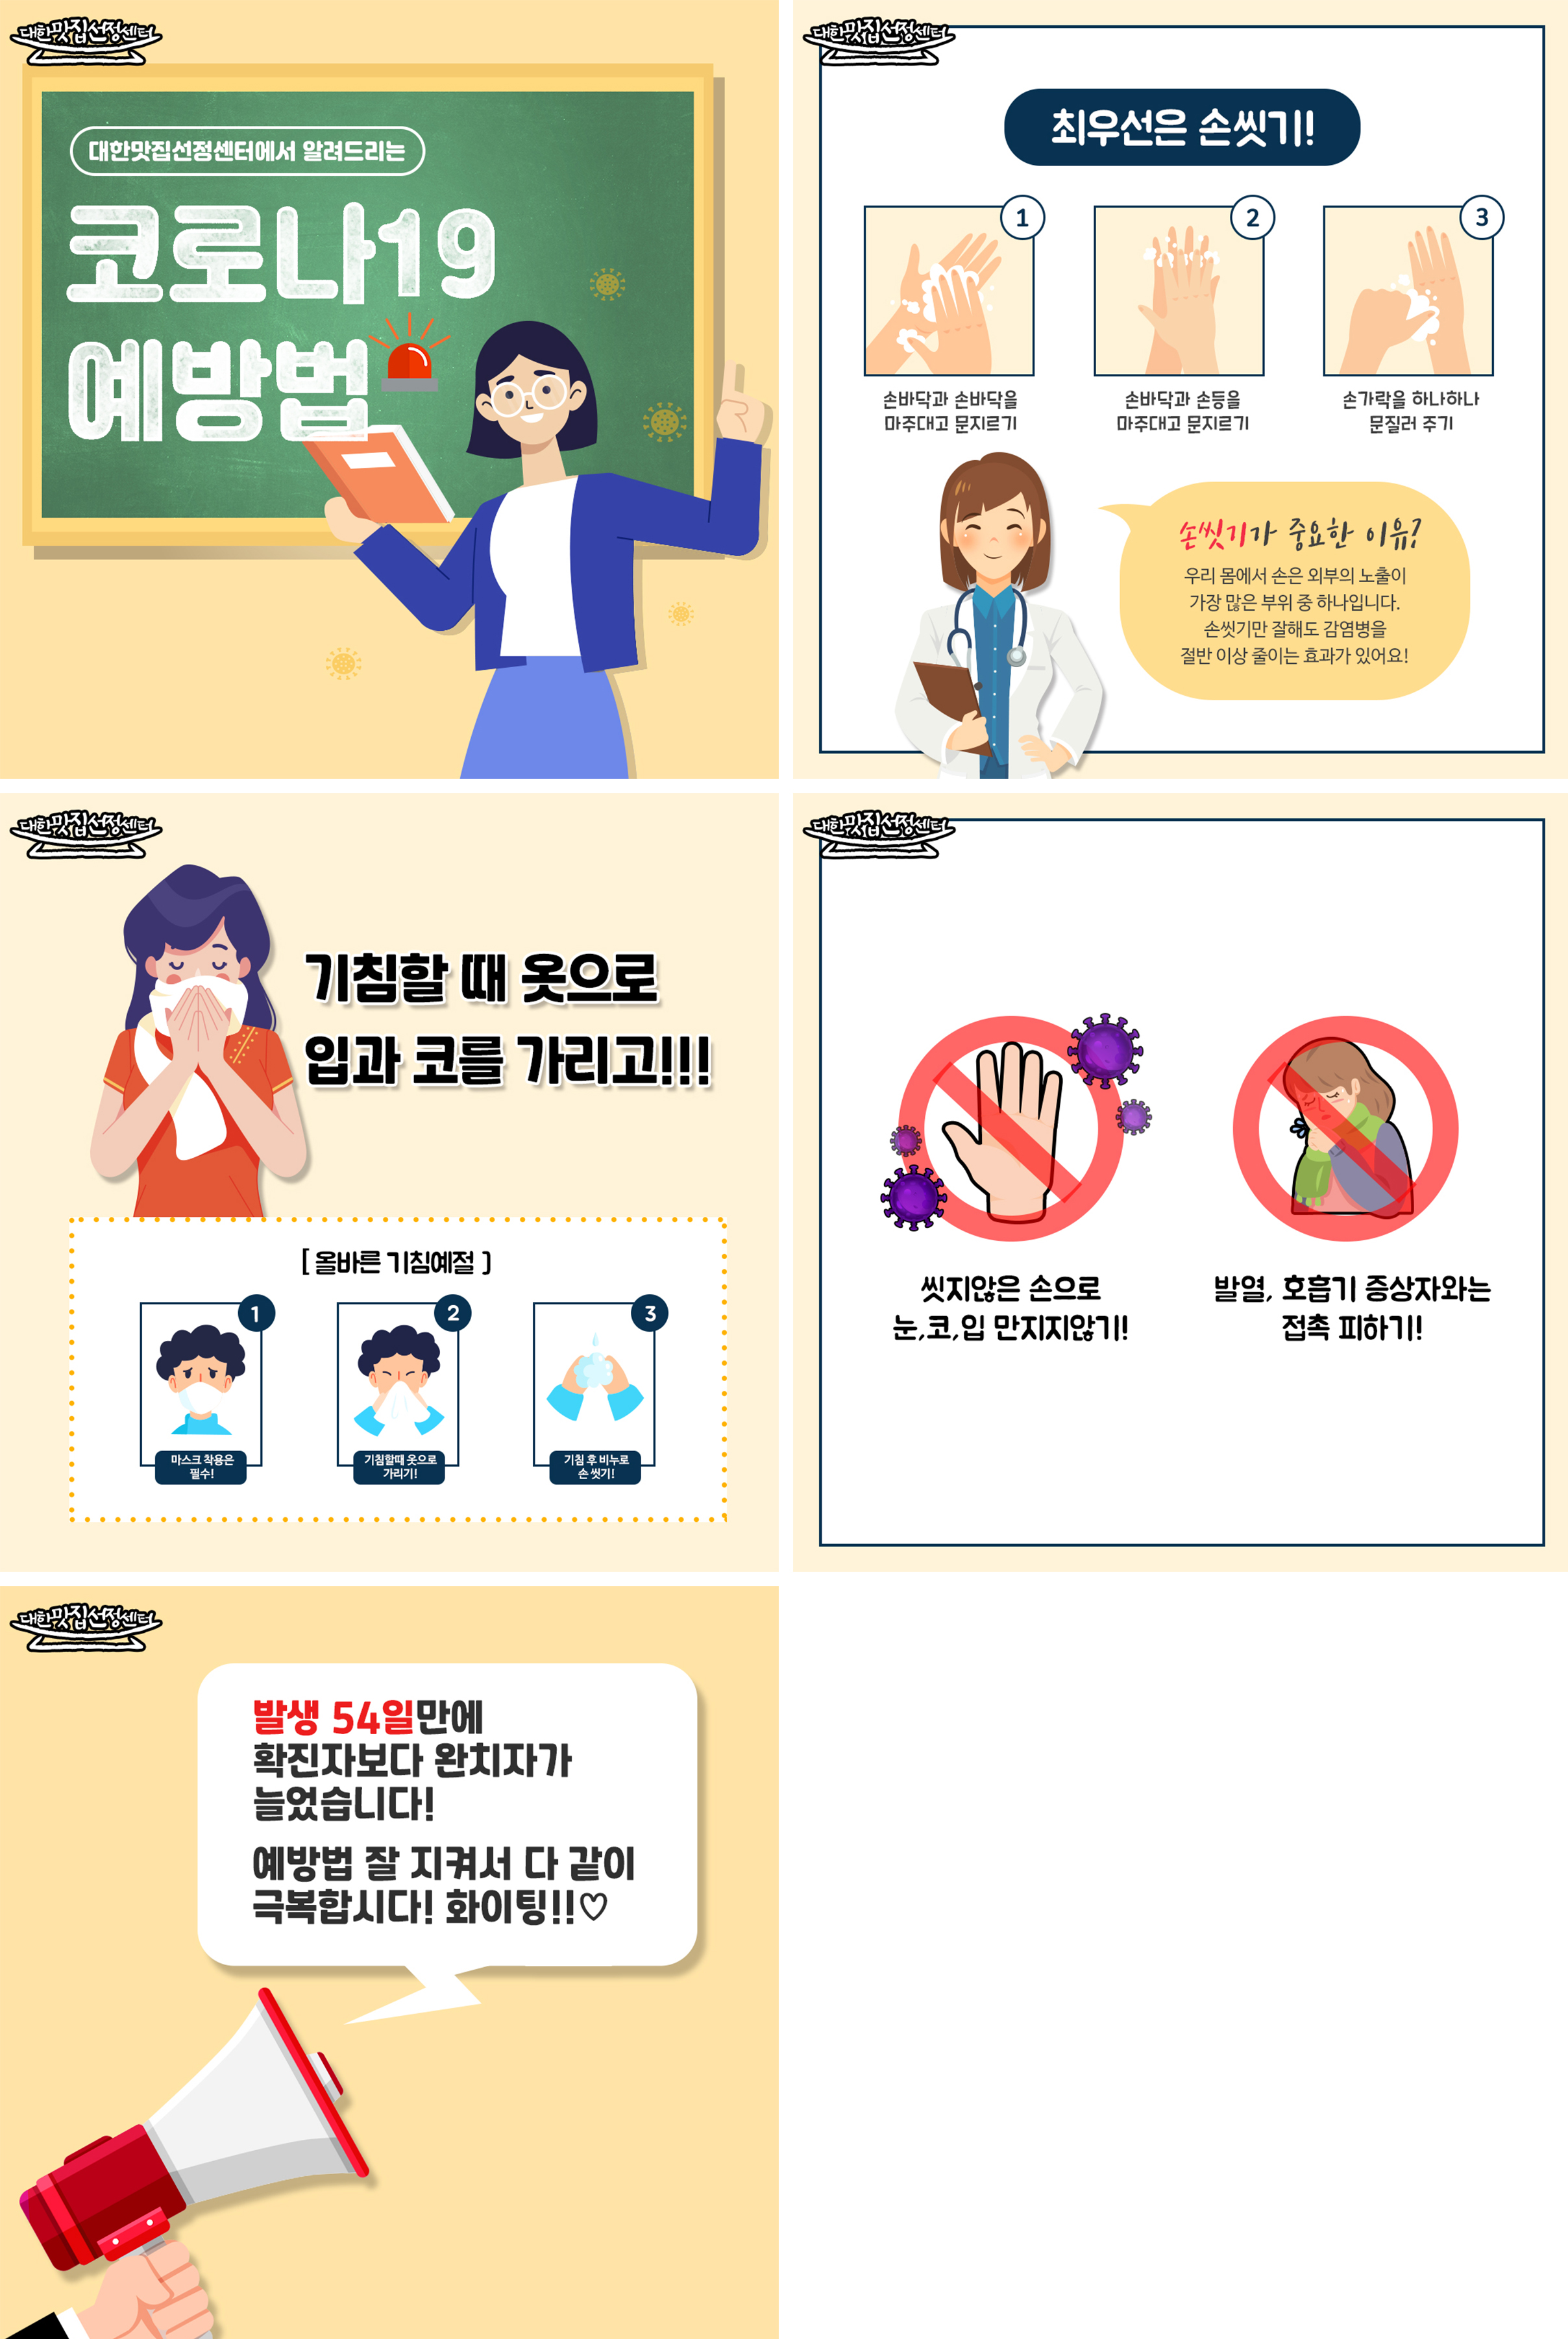 대한맛집선정센터
대한맛집선정센터에서 알려드리는
코로나19
예방법
대한맛집선정센터
최우선은 손씻기!
1
2
3
손바닥과 손바닥을
마주대고 문지르기
손바닥과 손등을
마주대고 문지르기
손가락을 하나하나
문질러 주기
손씻기가 중요한 이유?
우리 몸에서 손은 외부의 노출이
가장 많은 부위 중 하나입니다.
손씻기만 잘해도 감염병을
절반 이상 줄이는 효과가 있어요!
대한맛집선정센터
기침할 때 옷으로
입과 코를 가리고!!!
[ 올바른 기침예절 ]
1
2
3
마스크 착용은
필수!
기침할때 옷으로
가리기!
기침 후 비누로
손 씻기!
대한맛집선정센터
씻지않은 손으로
눈,코,입 만지지않기!
발열, 호흡기 증상자와는
접촉 피하기!
대한맛집선정센터
발생 54일만에
확진자보다 완치자가
늘었습니다!
예방법 잘 지켜서 다 같이
극복합시다! 화이팅!!♡